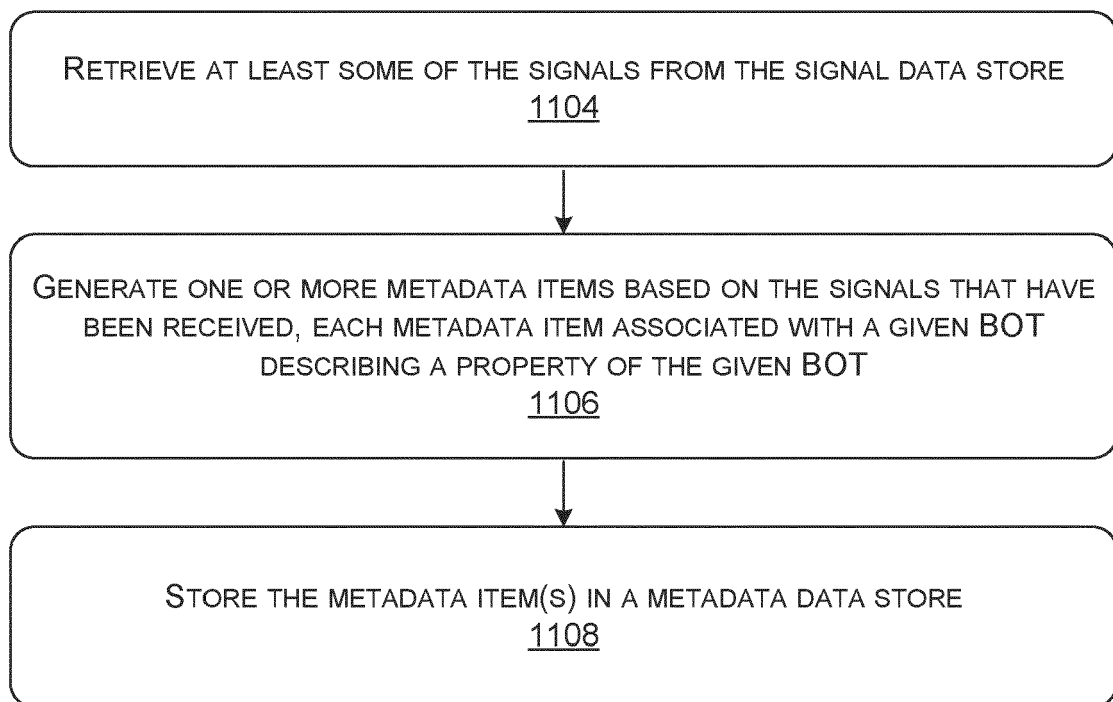 RETRIEVE AT LEAST SOME OF THE SIGNALS FROM THE SIGNAL DATA STORE
1104
GENERATE ONE OR MORE METADATA ITEMS BASED ON THE SIGNALS THAT HAVE
BEEN RECEIVED, EACH METADATA ITEM ASSOCIATED WITH A GIVEN BOT
DESCRIBING A PROPERTY OF THE GIVEN BOT
1106
STORE THE METADATA ITEM(S) IN A METADATA DATA STORE
1108